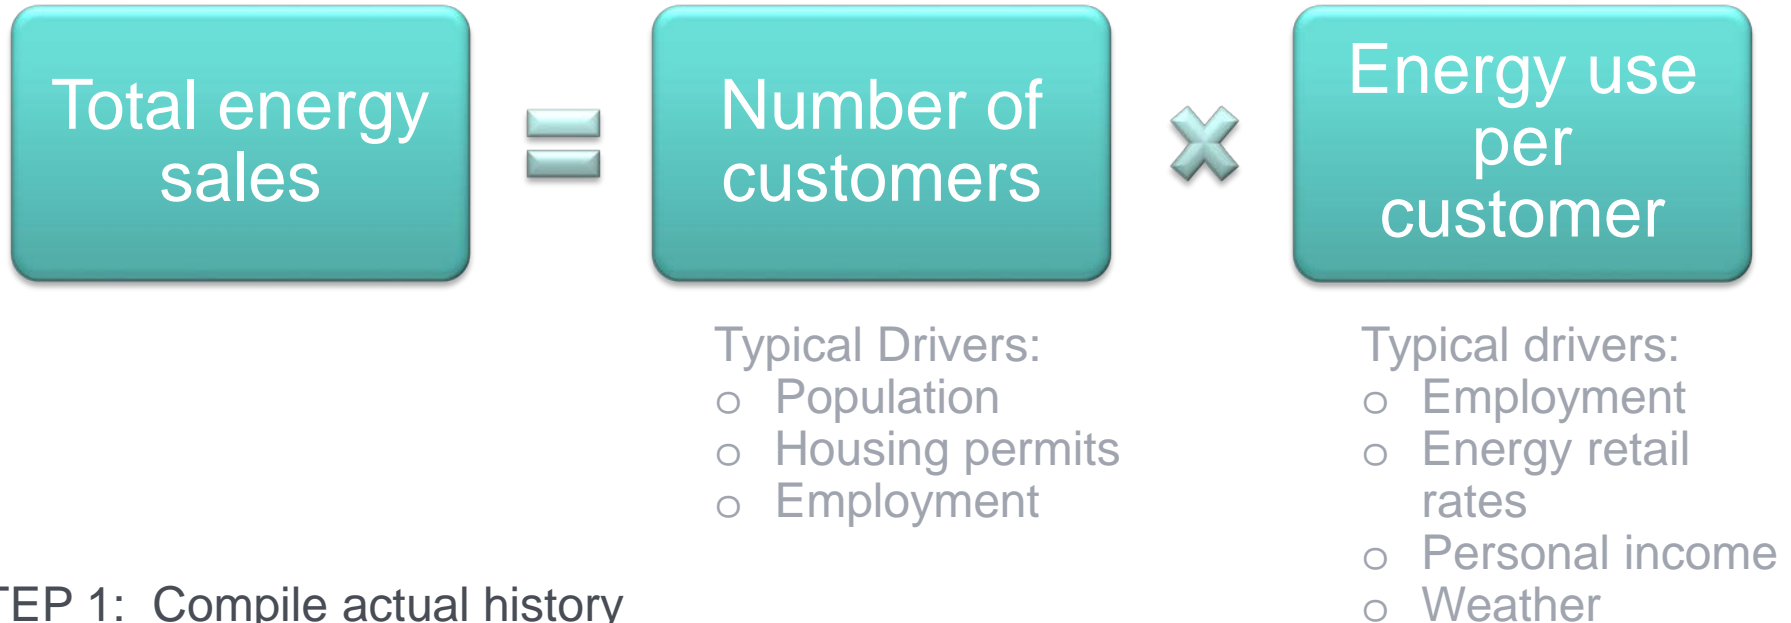 Total energy
sales
=
Number of
customers
×
Energy use
per
customer
Typical Drivers:
o Population
o Housing permits
o Employment
Typical drivers:
o Employment
o Energy retail
rates
o Personal income
o Weather
TEP 1: Compile actual history